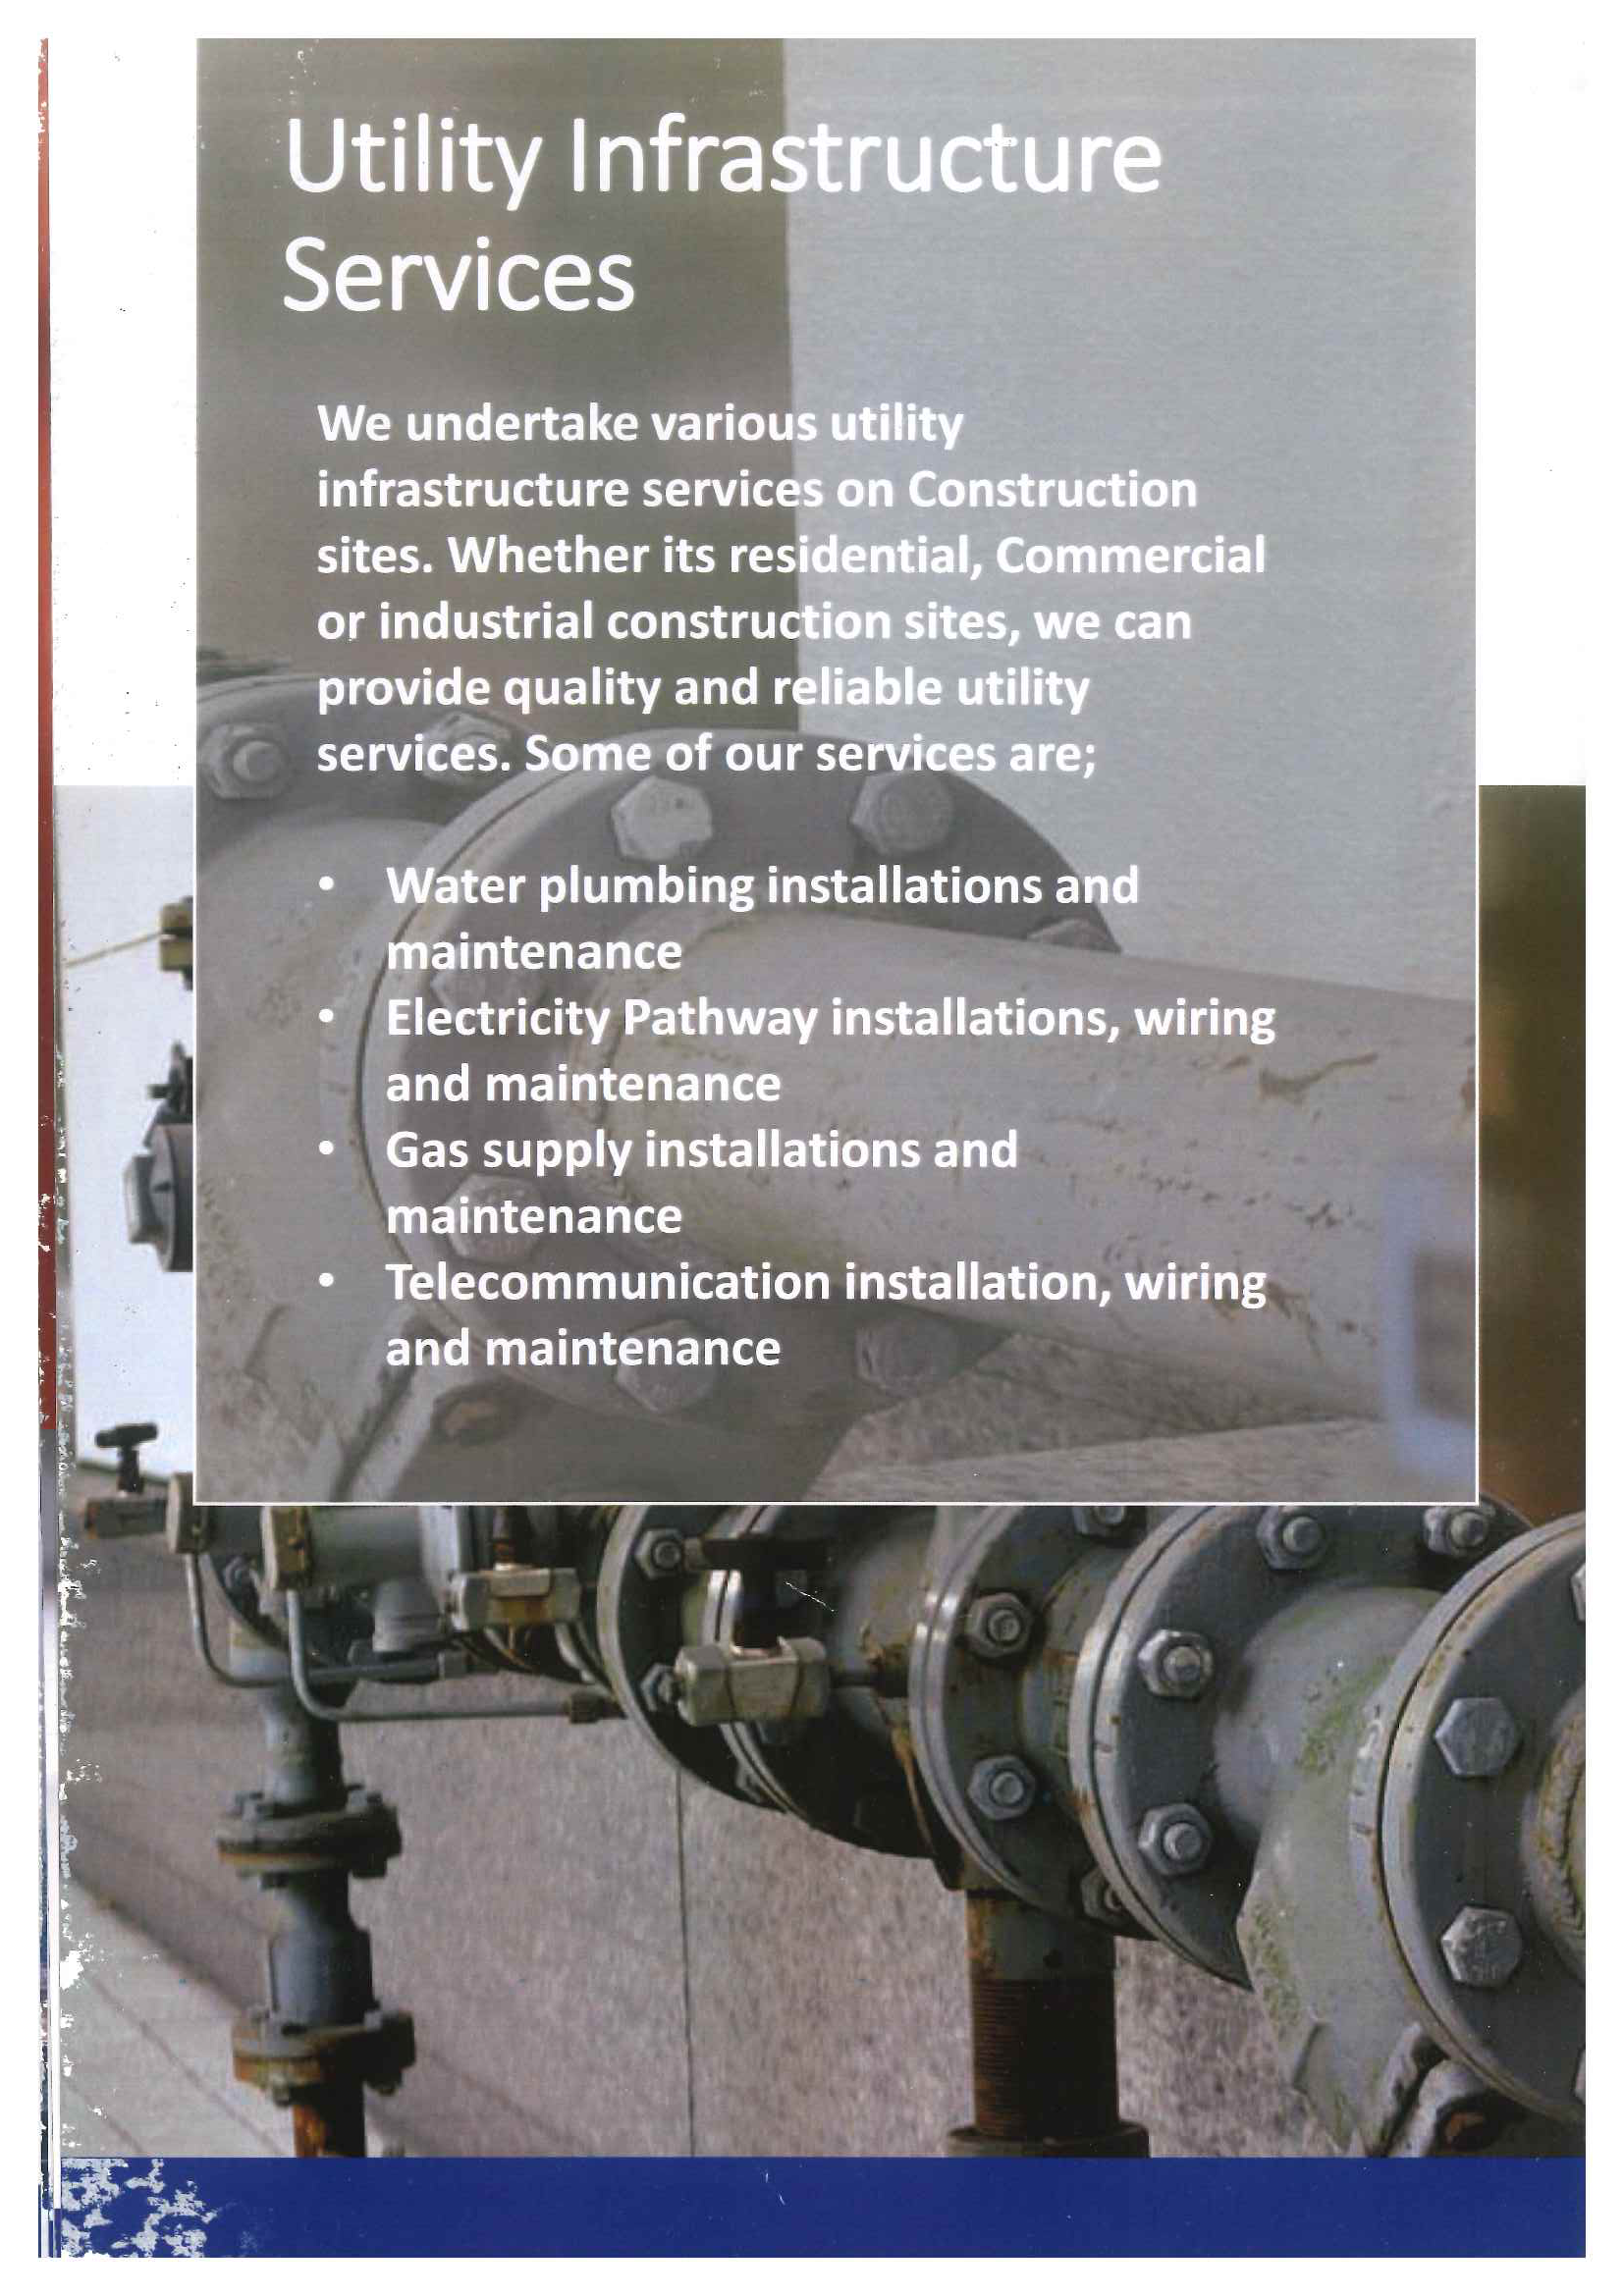 Utility Infrastructure
Services
We undertake various utility
infrastructure services on Construction
sites. Whether its residential, Commercial
or industrial construction sites, we can
provide quality and reliable utility
services. Some of our services are;
• Water plumbing installations and
maintenance
• Electricity Pathway installations, wiring
and maintenance
• Gas supply installations and
maintenance
• Telecommunication installation, wiring
and maintenance